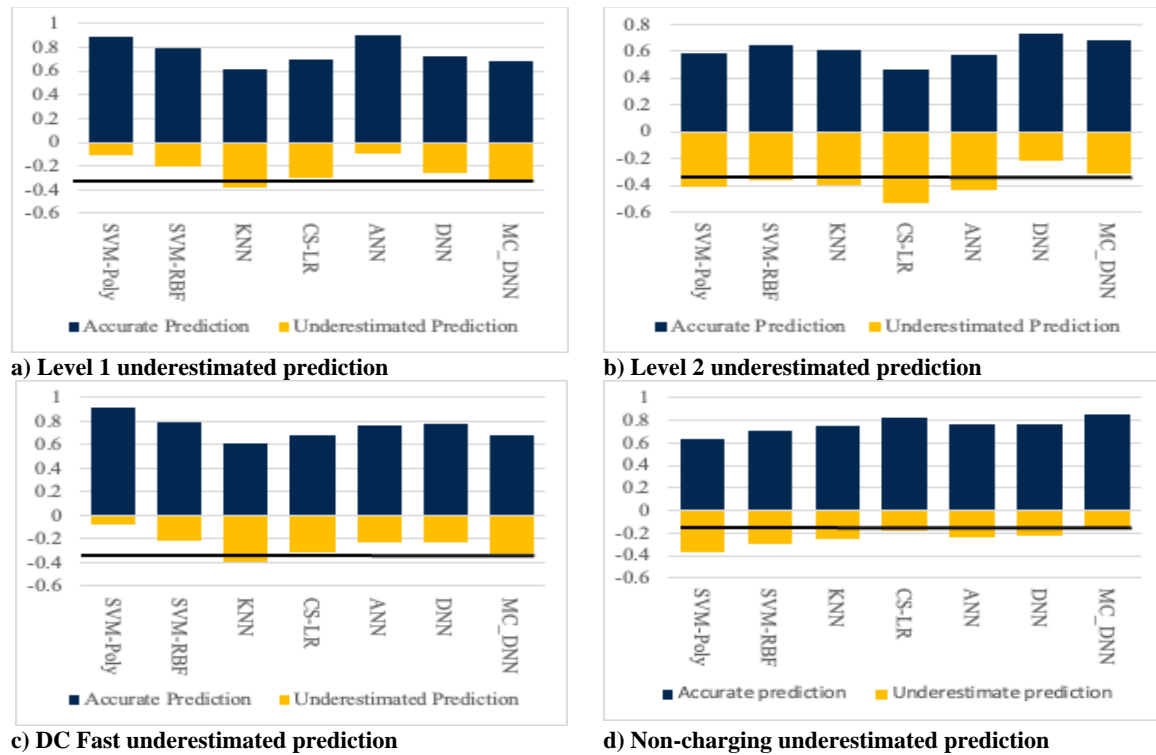 1
0.8
0.6
0.4
0.2
0
-0.2
-0.4
-0.6
SVM-Poly
SVM-RBF
KNN
CS-LR
ANN
DNN
MC_DNN
Accurate Prediction Underestimated Prediction
a) Level 1 underestimated prediction
0.8
0.6
0.4
0.2
0
-0.2
-0.4
-0.6
SVM-Poly
SVM-RBF
KNN
CS-LR
ANN
DNN
MC_DNN
Accurate Prediction Underestimated Prediction
b) Level 2 underestimated prediction
1
0.8
0.6
0.4
0.2
0
-0.2
-0.4
-0.6
SVM-Poly
SVM-RBF
KNN
CS-LR
ANN
DNN
MC_DNN
Accurate Prediction Underestimated Prediction
c) DC Fast underestimated prediction
1
0.8
0.6
0.4
0.2
0
-0.2
-0.4
-0.6
SVM-Poly
SVM-RBF
KNN
CS-LR
ANN
DNN
MC_DNN
Accurate prediction Underestimate prediction
d) Non-charging underestimated prediction